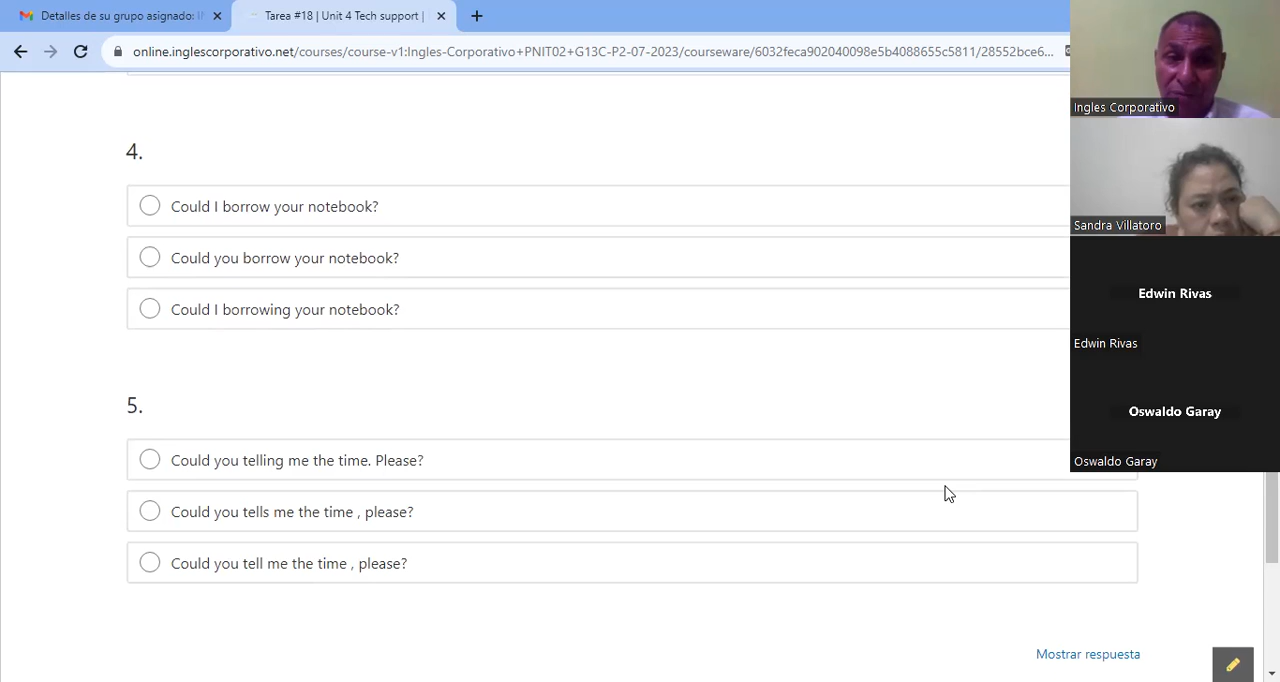 Detalles de su grupo asignado: I
Tarea #18 | Unit 4 Tech support |
online.inglescorporativo.net/courses/course-v1:Ingles-Corporativo+PNIT02+G13C-P2-07-2023/courseware/6032feca902040098e5b4088655c5811/28552bce6...
Ingles Corporativo
4.
Could I borrow your notebook?
Sandra Villatoro
Could you borrow your notebook?
Edwin Rivas
Could I borrowing your notebook?
Edwin Rivas
5.
Oswaldo Garay
Could you telling me the time. Please?
Oswaldo Garay
Could you tells me the time , please?
Could you tell me the time , please?
Mostrar respuesta